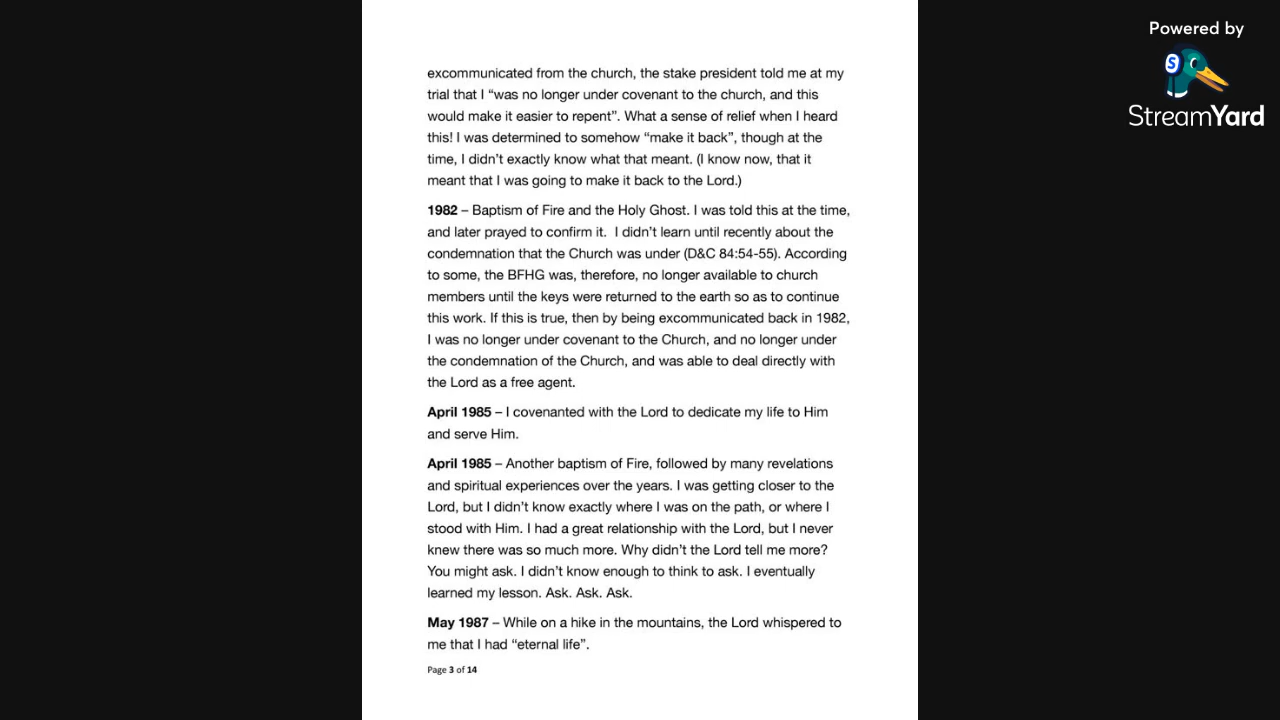 Powered by
StreamYard
excommunicated from the church, the stake president told me at my
trial that I “was no longer under covenant to the church, and this
would make it easier to repent”. What a sense of relief when I heard
this! I was determined to somehow “make it back”, though at the
time, I didn’t exactly know what that meant. (I know now, that it
meant that I was going to make it back to the Lord.)
1982 – Baptism of Fire and the Holy Ghost. I was told this at the time,
and later prayed to confirm it.  I didn’t learn until recently about the
condemnation that the Church was under (D&C 84:54-55). According
to some, the BFHG was, therefore, no longer available to church
members until the keys were returned to the earth so as to continue
this work. If this is true, then by being excommunicated back in 1982,
I was no longer under covenant to the Church, and no longer under
the condemnation of the Church, and was able to deal directly with
the Lord as a free agent.
April 1985 – I covenanted with the Lord to dedicate my life to Him
and serve Him.
April 1985 – Another baptism of Fire, followed by many revelations
and spiritual experiences over the years. I was getting closer to the
Lord, but I didn’t know exactly where I was on the path, or where I
stood with Him. I had a great relationship with the Lord, but I never
knew there was so much more. Why didn’t the Lord tell me more?
You might ask. I didn’t know enough to think to ask. I eventually
learned my lesson. Ask. Ask. Ask.
May 1987 – While on a hike in the mountains, the Lord whispered to
me that I had “eternal life”.
Page 3 of 14